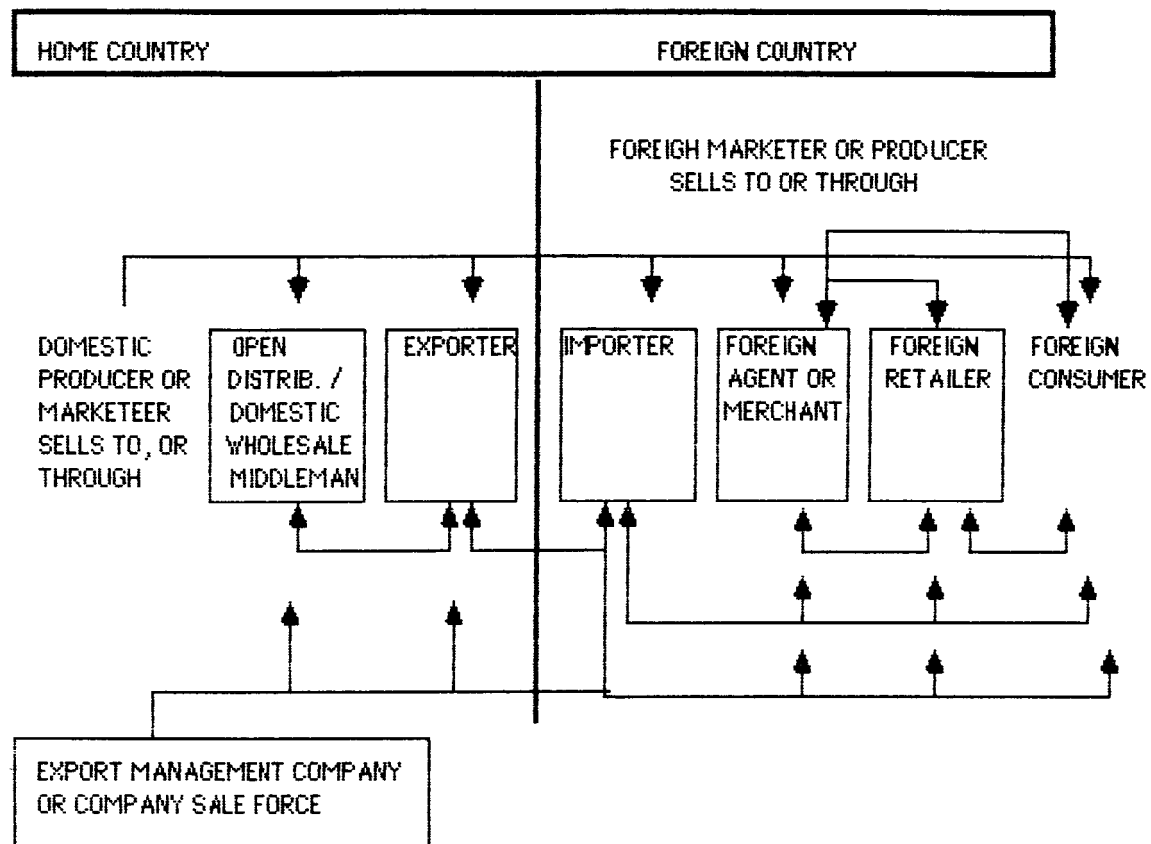 HOME COUNTRY
FOREIGN COUNTRY
FOREIGH MARKETER OR PRODUCER
SELLS TO OR THROUGH
DOMESTIC
PRODUCER OR
MARKETEER
SELLS TO, OR
THROUGH
OPEN
DISTRIB. /
DOMESTIC
WHOLESALE
MIDDLEMAN
EXPORTER
IMPORTER
FOREIGN
AGENT OR
MERCHANT
FOREIGN
RETAILER
FOREIGN
CONSUMER
EXPORT MANAGEMENT COMPANY
OR COMPANY SALE FORCE